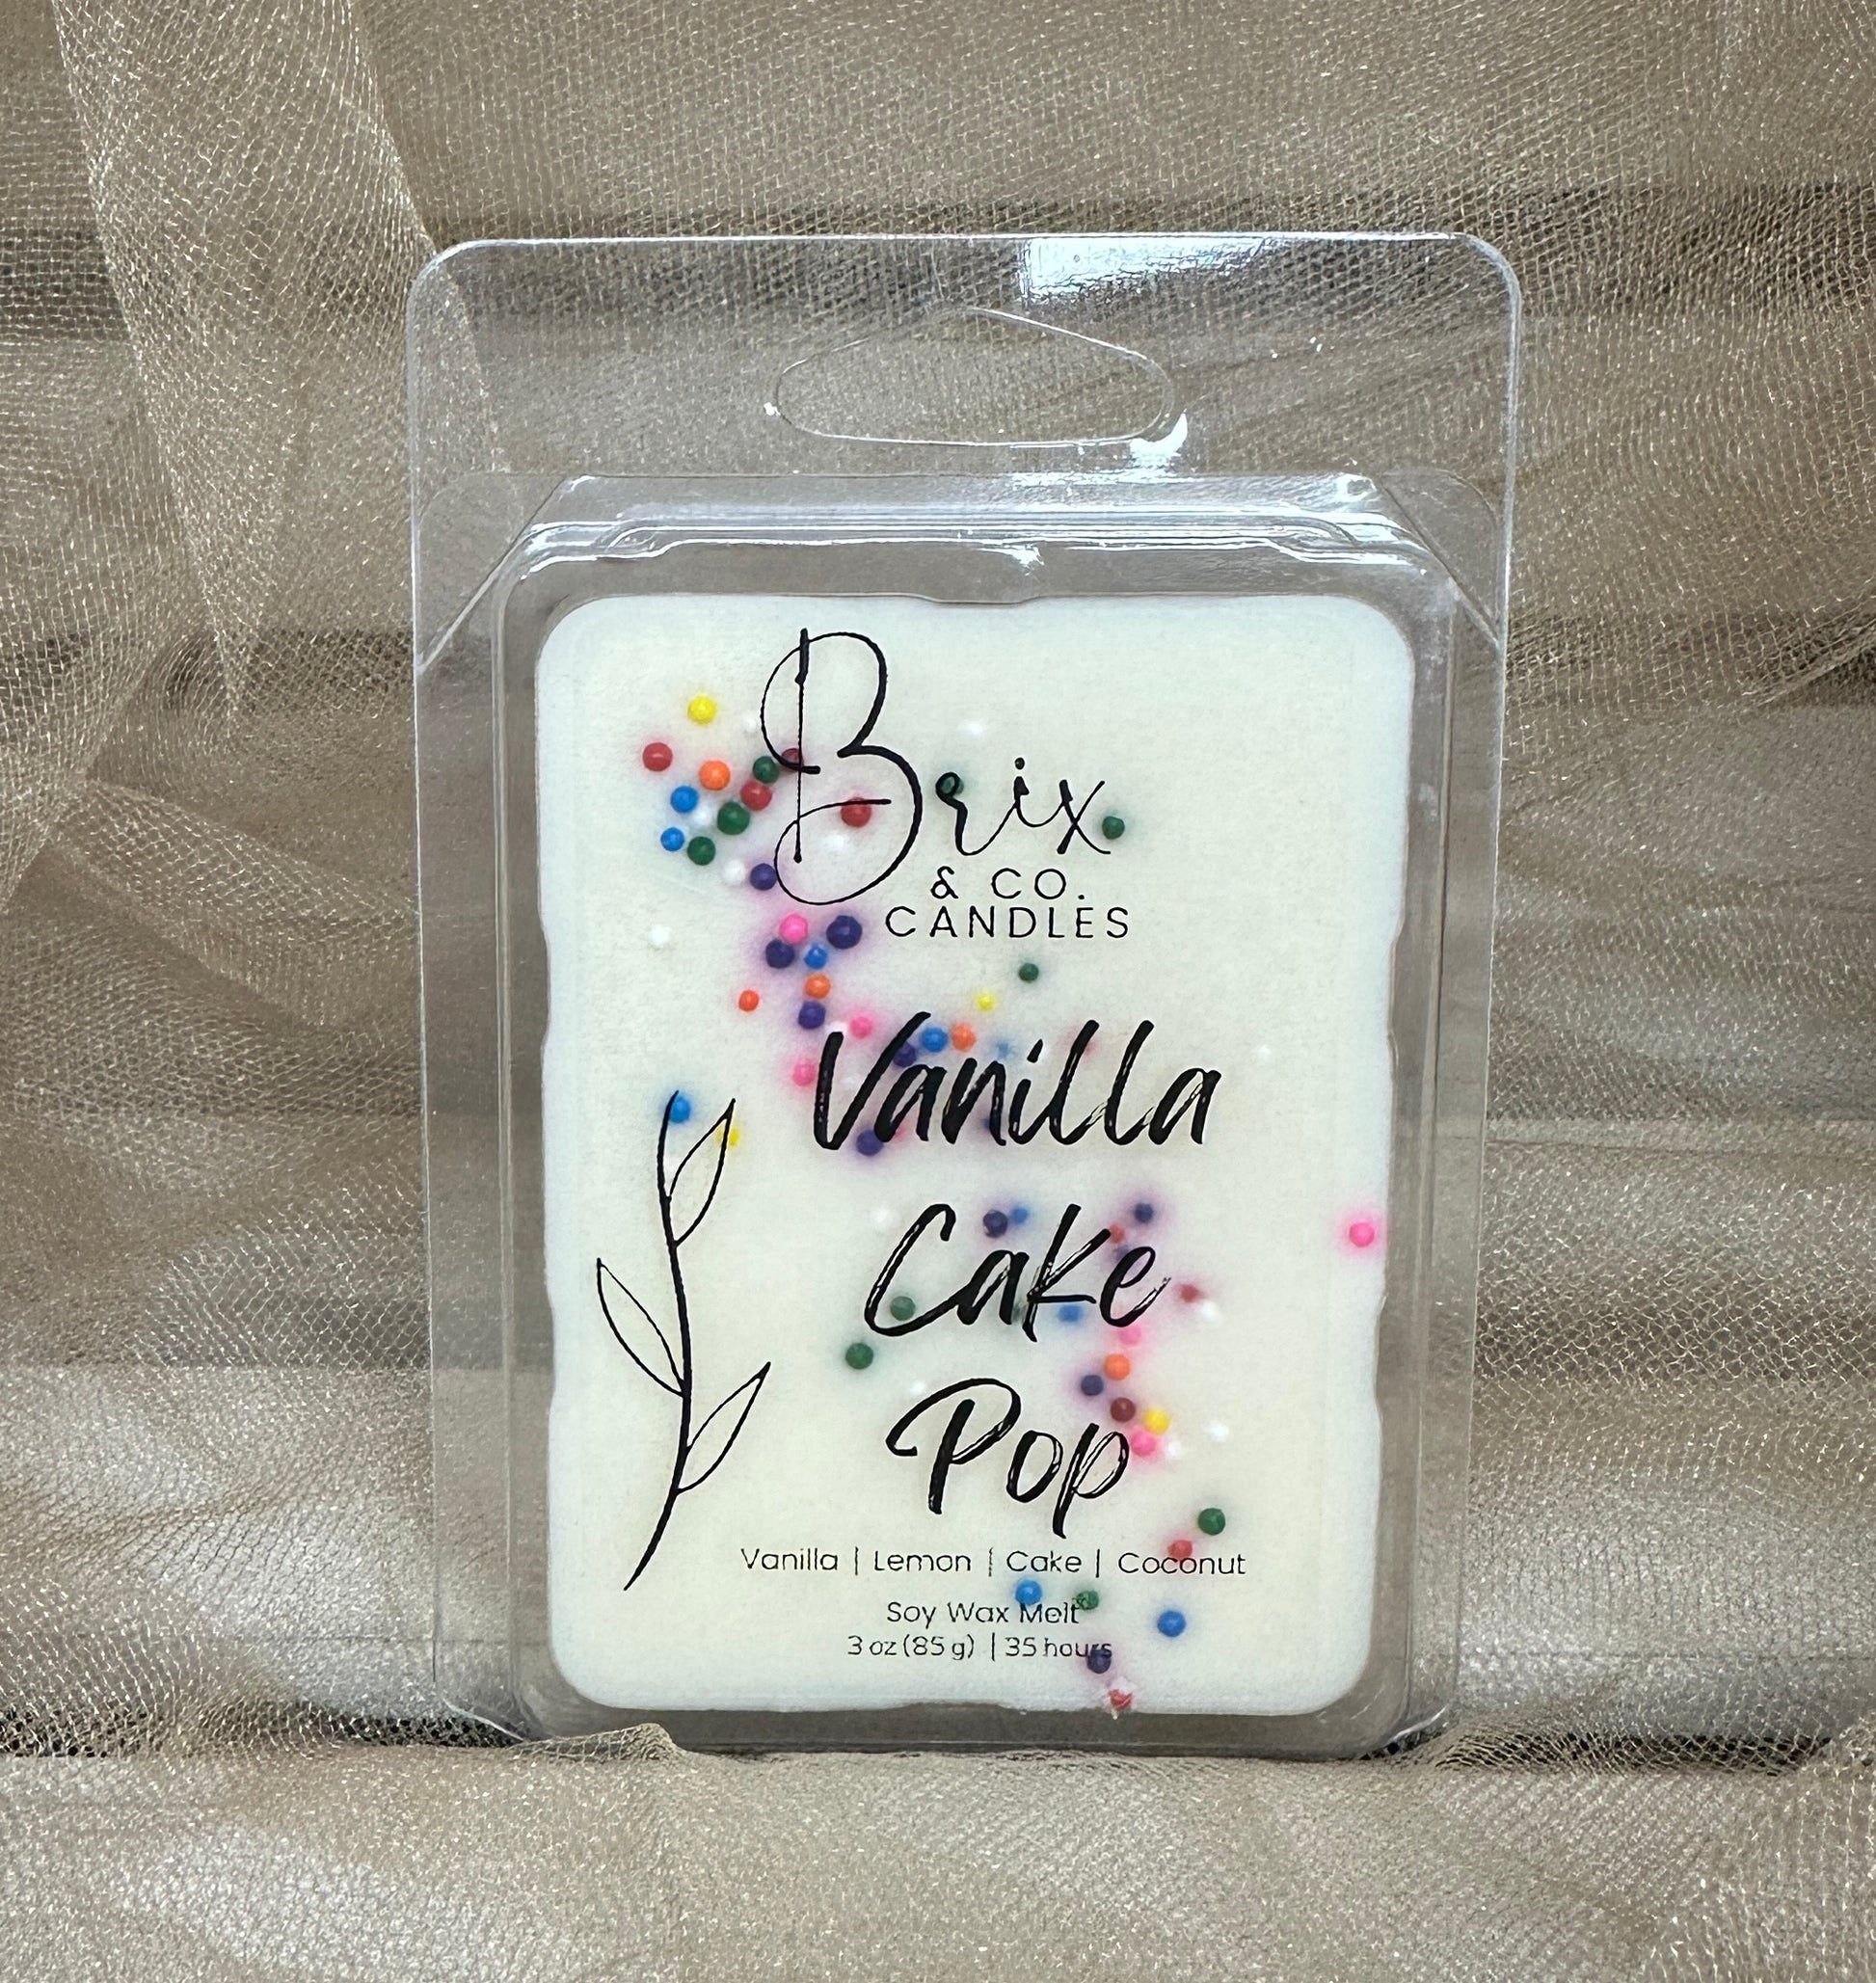 Brix
& CO.
CANDLES
Vanilla
Cake
Pop
Vanilla | Lemon | Cake | Coconut
Soy Wax Melt
3 oz (85 g) | 35 hours